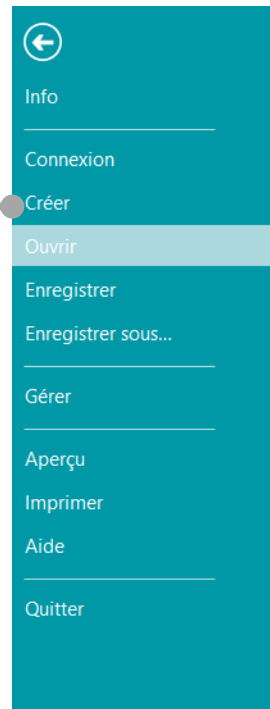 Info
Connexion
Créer
Ouvrir
Enregistrer
Enregistrer sous...
Gérer
Aperçu
Imprimer
Aide
Quitter